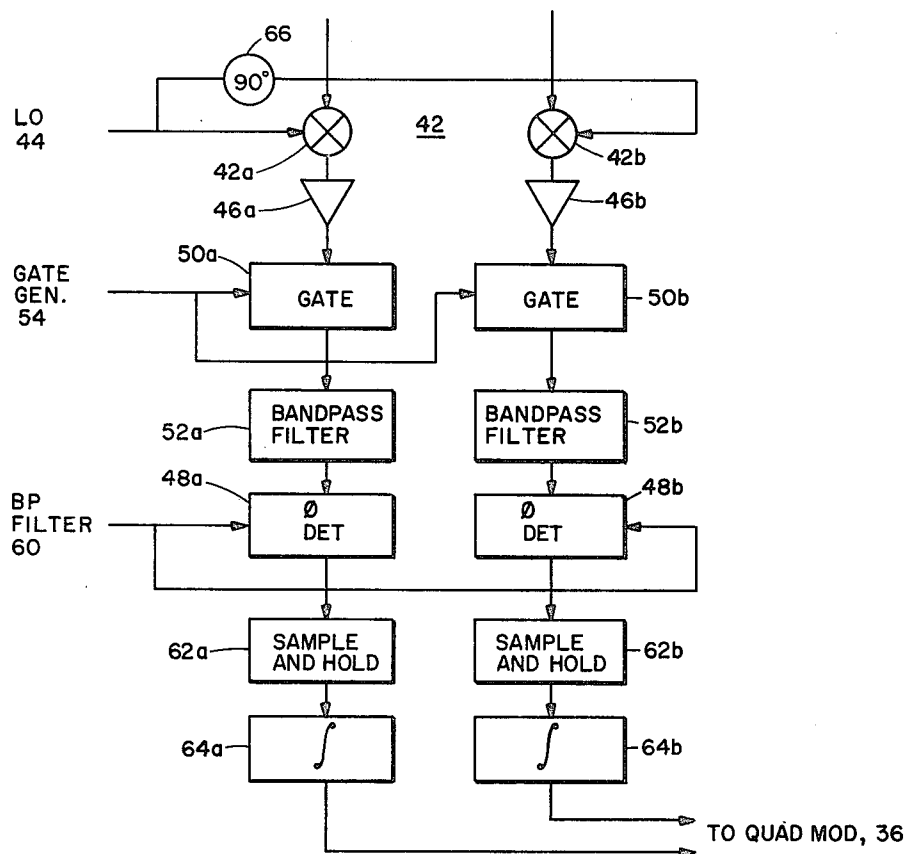 66
90°
LO
44
42
42a
42b
46a
46b
50a
GATE
GEN.
54
GATE
GATE
50b
52a
BANDPASS
FILTER
BANDPASS
FILTER
52b
48a
48b
BP
FILTER
60
Ø
DET
Ø
DET
62a
SAMPLE
AND HOLD
SAMPLE
AND HOLD
62b
64a
∫
∫
64b
TO QUAD MOD, 36